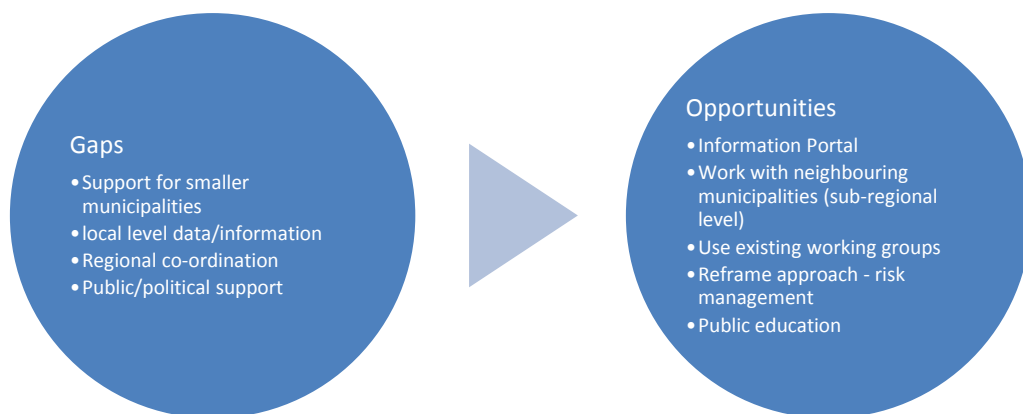 Gaps
•Support for smaller
municipalities
•local level data/information
•Regional co-ordination
•Public/political support
Opportunities
•Information Portal
•Work with neighbouring
municipalities (sub-regional
level)
•Use existing working groups
•Reframe approach - risk
management
•Public education